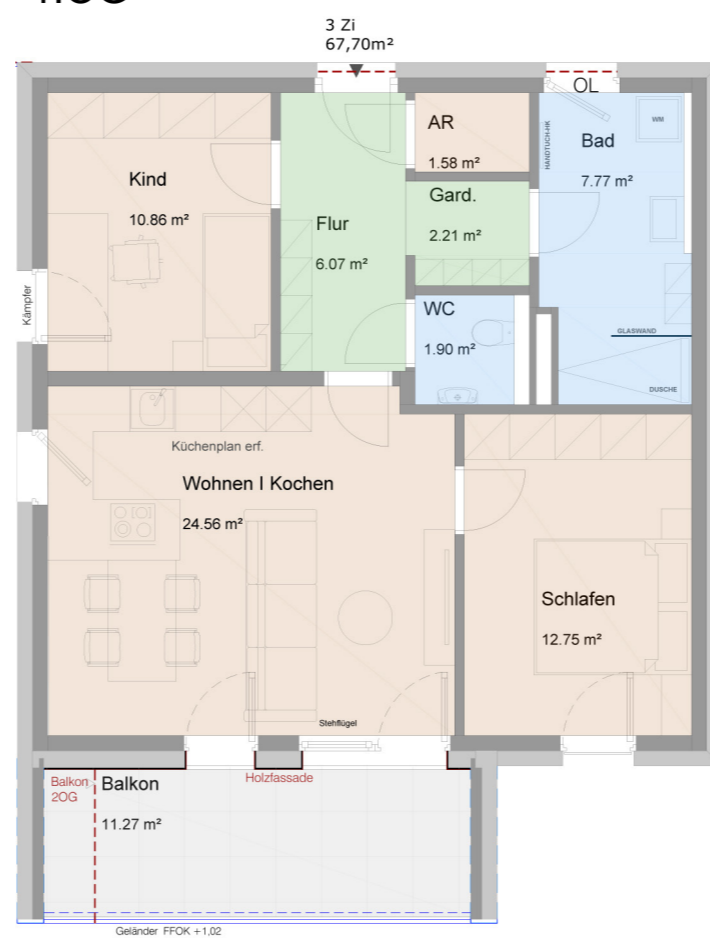 3 Zi
67,70m²
OL
AR
1.58 m²
HANDTUCH-HK
WM
Bad
7.77 m²
Kind
10.86 m²
Gard.
2.21 m²
Flur
6.07 m²
Kämpfer
WC
1.90 m²
GLASWAND
DUSCHE
Küchenplan erf.
Wohnen I Kochen
24.56 m²
Schlafen
12.75 m²
Stehflügel
Balkon
2OG
Holzfassade
Balkon
11.27 m²
Geländer FFOK +1,02